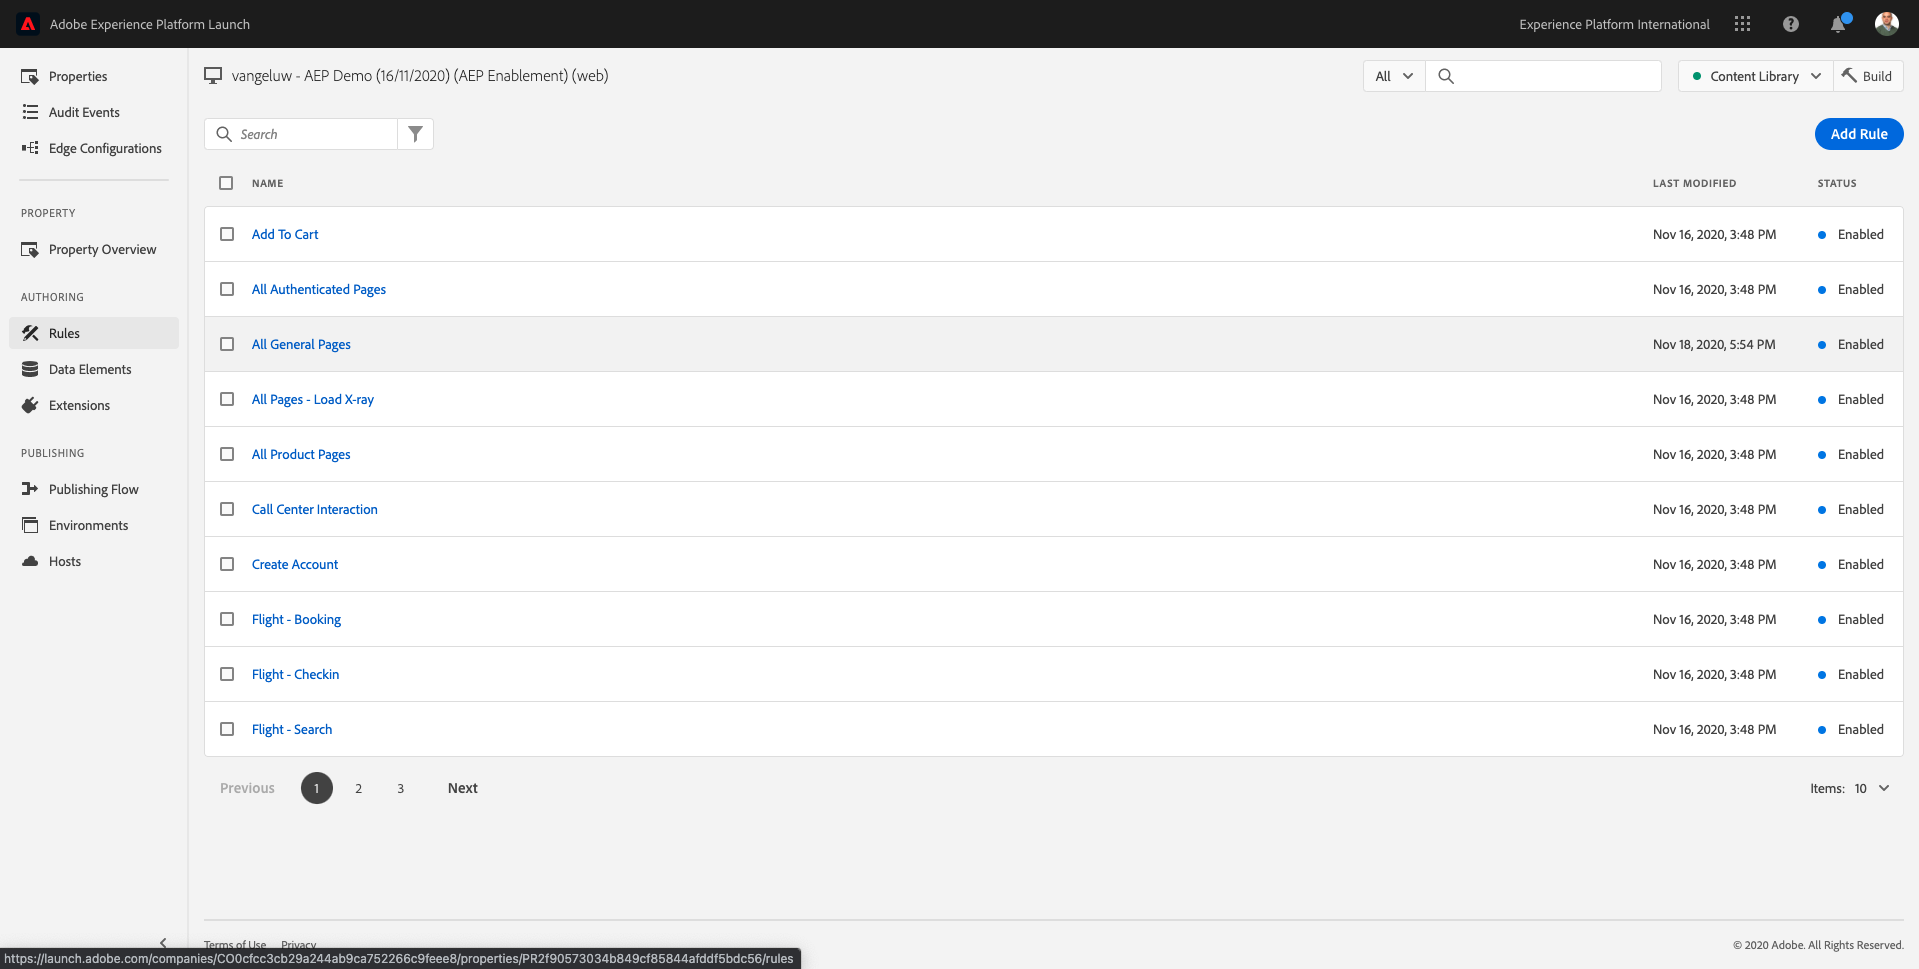 Adobe Experience Platform Launch
Experience Platform International
Properties
Audit Events
Edge Configurations
PROPERTY
Property Overview
AUTHORING
Rules
Data Elements
Extensions
PUBLISHING
Publishing Flow
Environments
Hosts
vangeluw - AEP Demo (16/11/2020) (AEP Enablement) (web)
All
Content Library
Build
Search
Add Rule
NAME LAST MODIFIED STATUS
Add To Cart Nov 16, 2020, 3:48 PM Enabled
All Authenticated Pages Nov 16, 2020, 3:48 PM Enabled
All General Pages Nov 18, 2020, 5:54 PM Enabled
All Pages - Load X-ray Nov 16, 2020, 3:48 PM Enabled
All Product Pages Nov 16, 2020, 3:48 PM Enabled
Call Center Interaction Nov 16, 2020, 3:48 PM Enabled
Create Account Nov 16, 2020, 3:48 PM Enabled
Flight - Booking Nov 16, 2020, 3:48 PM Enabled
Flight - Checkin Nov 16, 2020, 3:48 PM Enabled
Flight - Search Nov 16, 2020, 3:48 PM Enabled
Previous 1 2 3 Next
Items: 10
Terms of Use Privacy
© 2020 Adobe. All Rights Reserved.
https://launch.adobe.com/companies/CO0cfcc3cb29a244ab9ca752266c9feee8/properties/PR2f90573034b849cf85844afddf5bdc56/rules